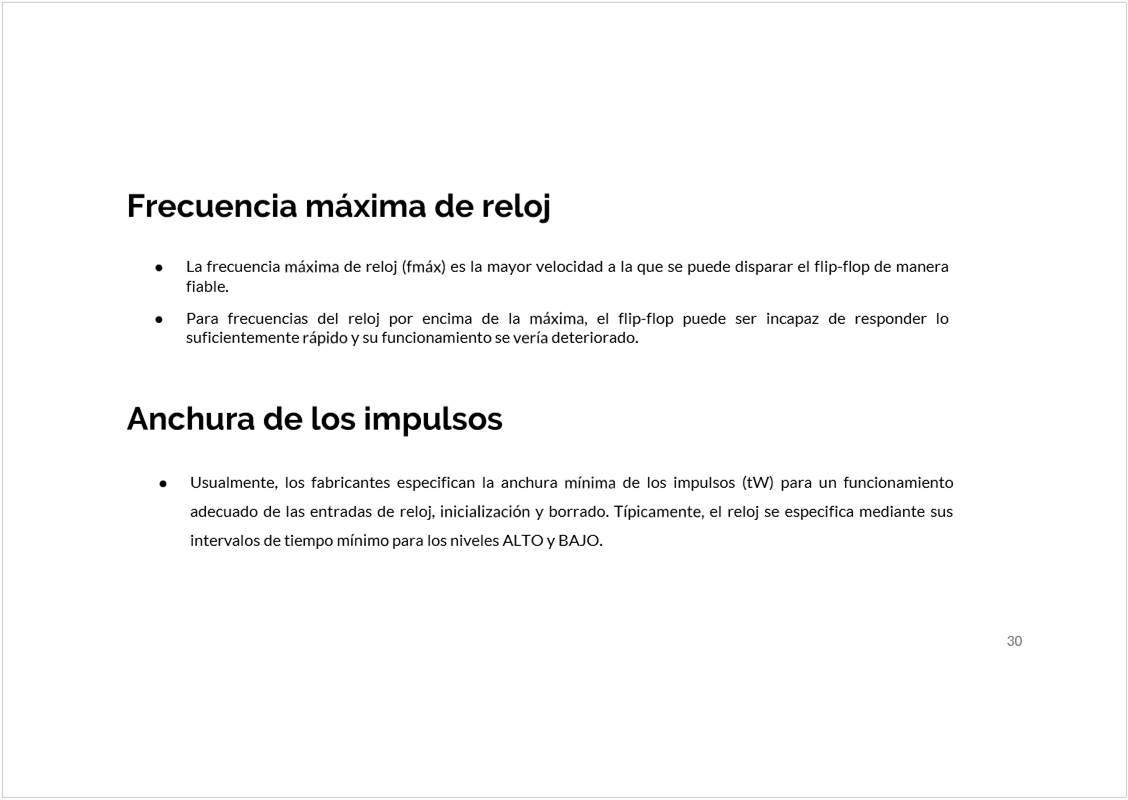 Frecuencia máxima de reloj
● La frecuencia máxima de reloj (fmáx) es la mayor velocidad a la que se puede disparar el flip-flop de manera
fiable.
● Para frecuencias del reloj por encima de la máxima, el flip-flop puede ser incapaz de responder lo
suficientemente rápido y su funcionamiento se vería deteriorado.
Anchura de los impulsos
● Usualmente, los fabricantes especifican la anchura mínima de los impulsos (tW) para un funcionamiento
adecuado de las entradas de reloj, inicialización y borrado. Típicamente, el reloj se especifica mediante sus
intervalos de tiempo mínimo para los niveles ALTO y BAJO.
30